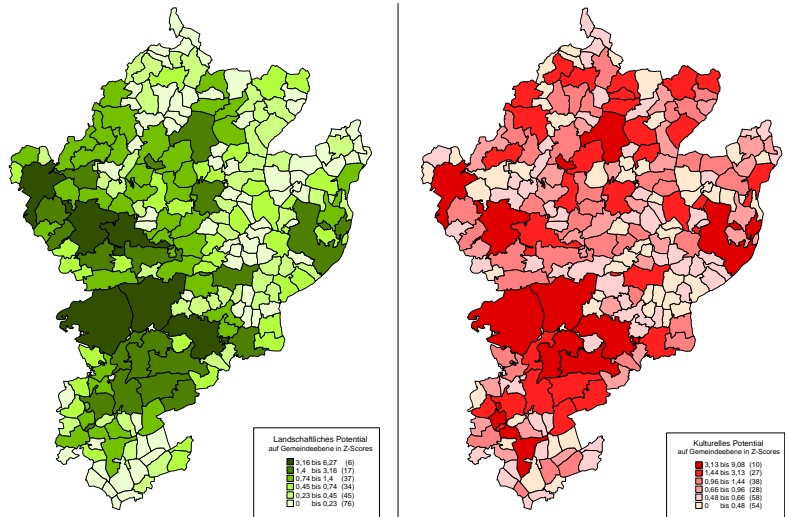 Landschaftliches Potential
auf Gemeindeebene in Z-Scores
3,16 bis 6,27 (6)
1,4 bis 3,16 (17)
0,74 bis 1,4 (37)
0,45 bis 0,74 (34)
0,23 bis 0,45 (45)
0 bis 0,23 (76)
Kulturelles Potential
auf Gemeindeebene in Z-Scores
3,13 bis 9,08 (10)
1,44 bis 3,13 (27)
0,96 bis 1,44 (38)
0,66 bis 0,96 (28)
0,48 bis 0,66 (58)
0 bis 0,48 (54)